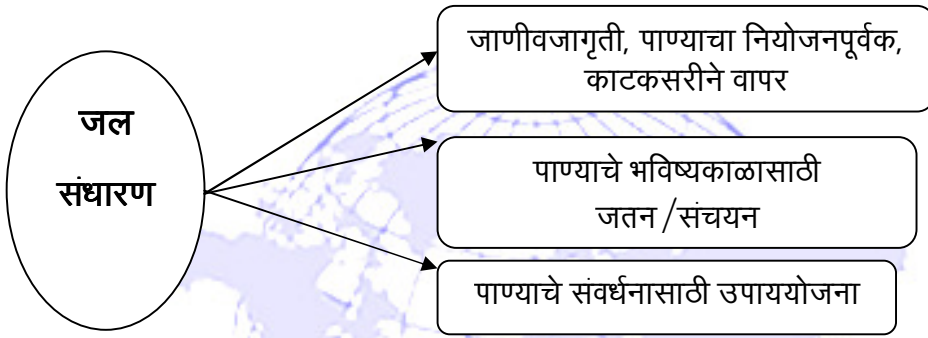 जल
संधारण
जाणीवजागृती, पाण्याचा नियोजनपूर्वक,
काटकसरीने वापर
पाण्याचे भविष्यकाळासाठी
जतन/संचयन
पाण्याचे संवर्धनासाठी उपाययोजना